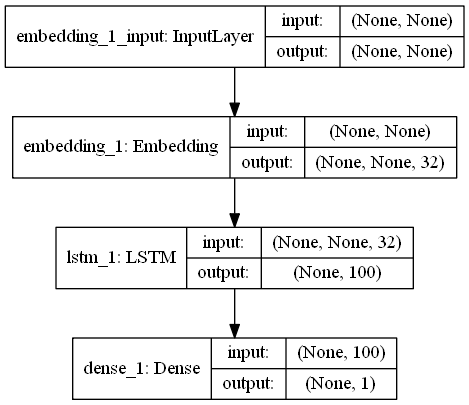 embedding_1_input: InputLayer
input: (None, None)
output: (None, None)
embedding_1: Embedding
input: (None, None)
output: (None, None, 32)
lstm_1: LSTM
input: (None, None, 32)
output: (None, 100)
dense_1: Dense
input: (None, 100)
output: (None, 1)